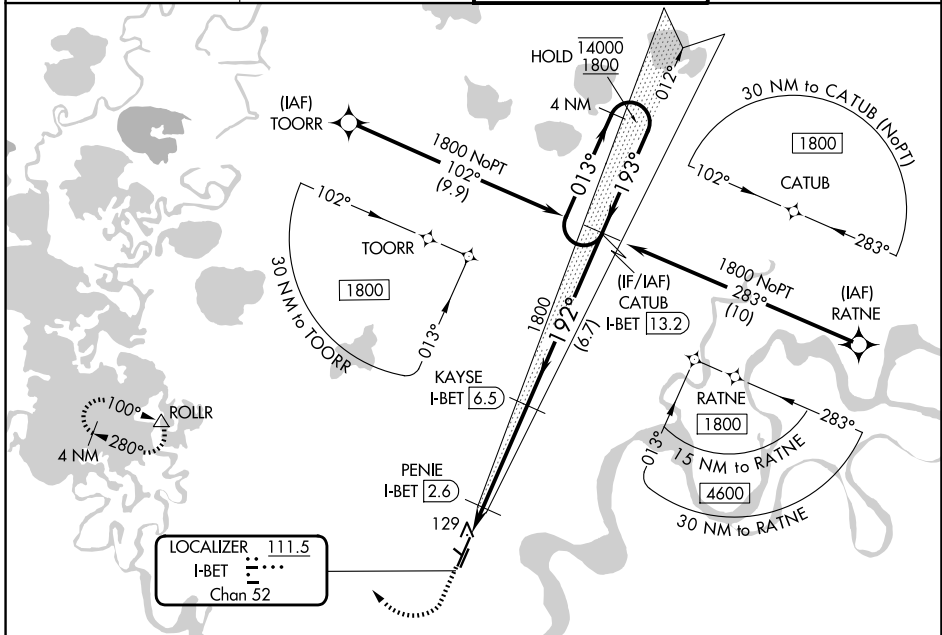 HOLD 14000
1800
012°
4 NM
(IAF)
TOORR
1800 NoPT
102°
(9.9)
013°
193°
30 NM to CATUB (NoPT)
1800
CATUB
102°
283°
102°
TOORR
1800
013°
30 NM to TOORR
(IF/IAF)
CATUB
I-BET 13.2
1800 NoPT
283°
(10)
(IAF)
RATNE
1800
192°
(6.7)
KAYSE
I-BET 6.5
RATNE
1800
283°
013°
15 NM to RATNE
4600
30 NM to RATNE
100°
ROLLR
280°
4 NM
PENIE
I-BET 2.6
129
LOCALIZER 111.5
I-BET
Chan 52